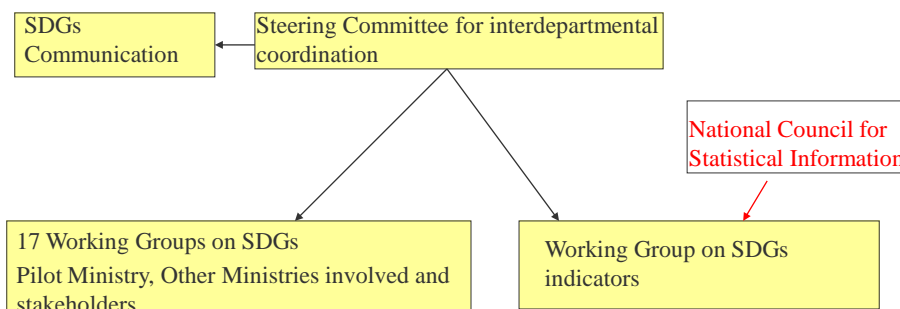 SDGs
Communication
Steering Committee for interdepartmental
coordination
National Council for
Statistical Information
17 Working Groups on SDGs
Pilot Ministry, Other Ministries involved and
stakeholders
Working Group on SDGs
indicators